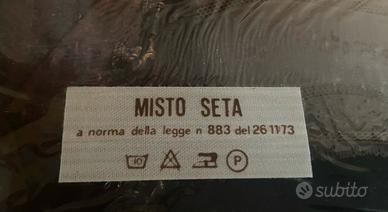 MISTO SETA
a norma della legge n 883 del 26 11 73
P
subito